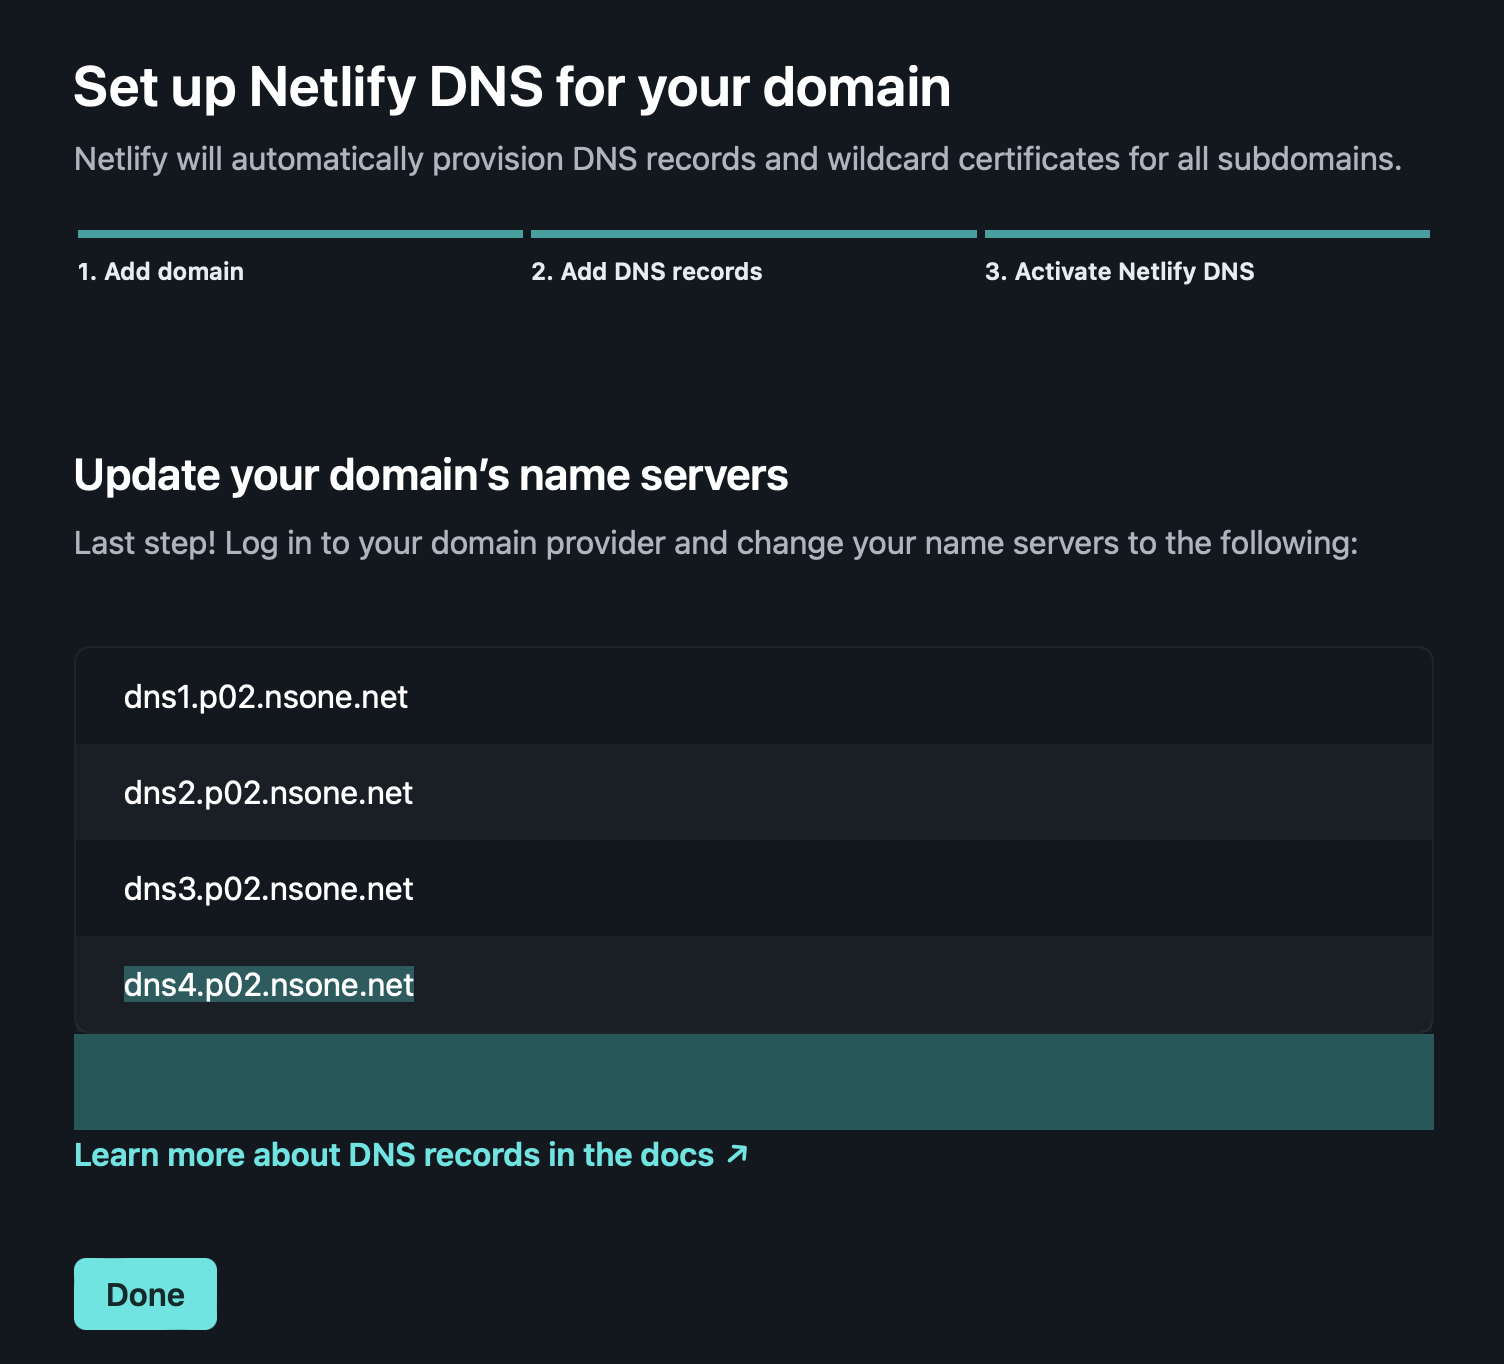 Set up Netlify DNS for your domain
Netlify will automatically provision DNS records and wildcard certificates for all subdomains.
1. Add domain
2. Add DNS records
3. Activate Netlify DNS
Update your domain’s name servers
Last step! Log in to your domain provider and change your name servers to the following:
dns1.p02.nsone.net
dns2.p02.nsone.net
dns3.p02.nsone.net
dns4.p02.nsone.net
Learn more about DNS records in the docs ↗
Done